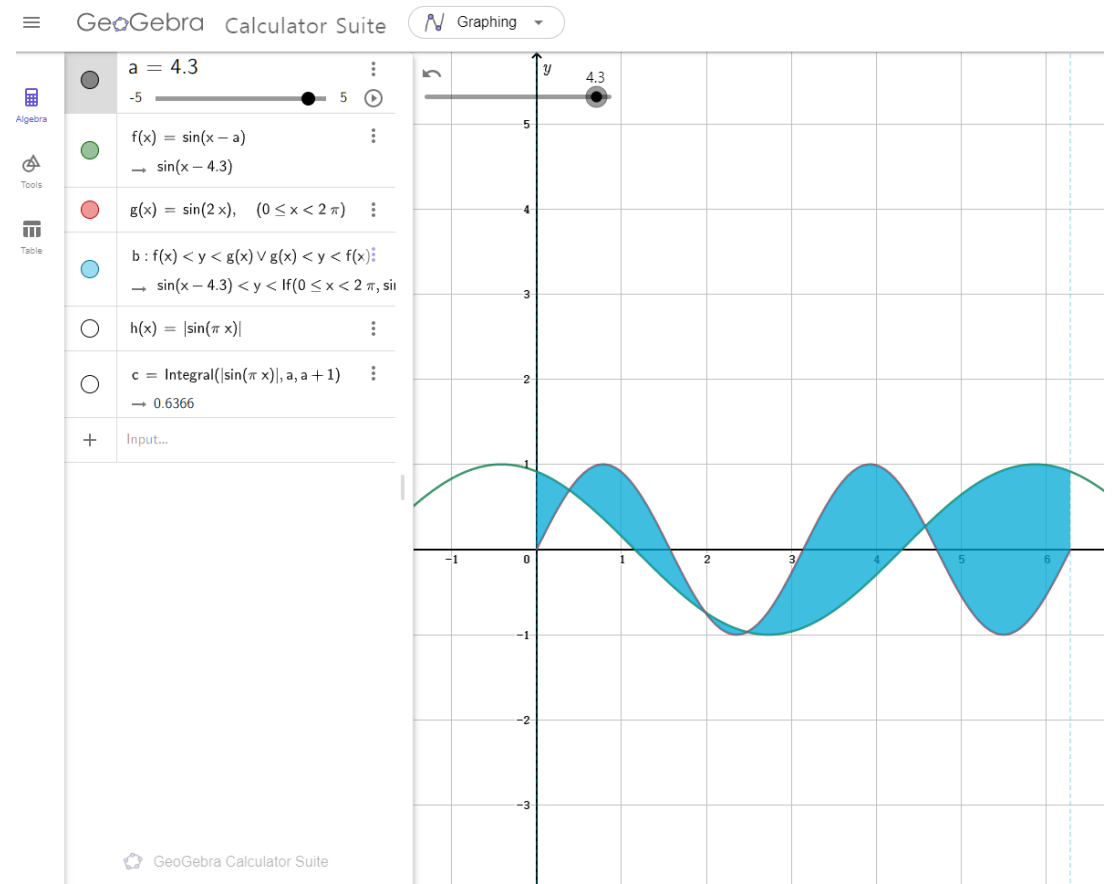 GeoGebra Calculator Suite Graphing
a = 4.3
-5 5
Algebra
f(x) = sin(x − a)
→ sin(x − 4.3)
Tools
g(x) = sin(2 x), (0 ≤ x < 2 π)
Table
b : f(x) < y < g(x) ∨ g(x) < y < f(x)
→ sin(x − 4.3) < y < If(0 ≤ x < 2 π, sin
h(x) = |sin(π x)|
c = Integral(|sin(π x)|, a, a + 1)
→ 0.6366
+ Input...
GeoGebra Calculator Suite
y
4.3
5
4
3
2
1
−1 0 1 2 3 4 5 6
−1
−2
−3